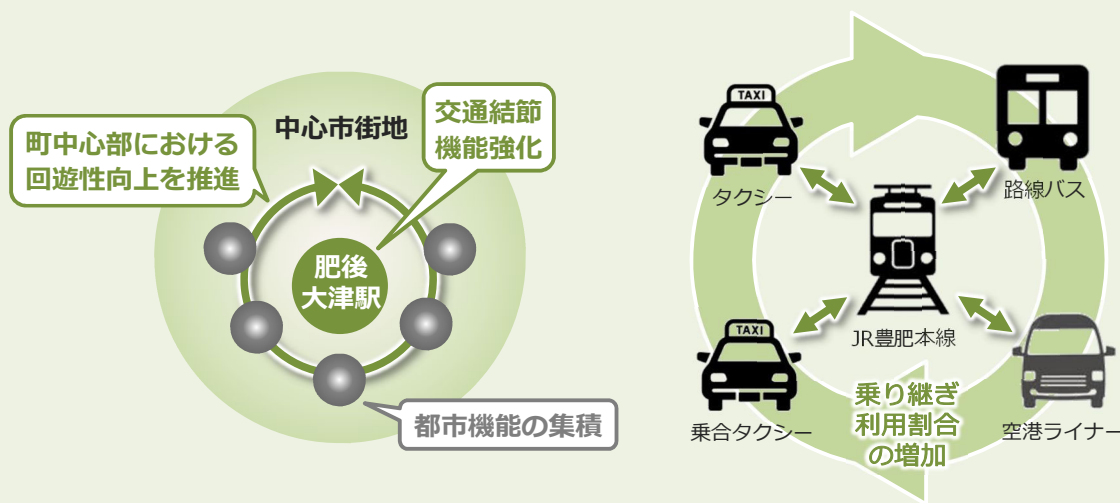 中心市街地
交通結節
機能強化
町中心部における
回遊性向上を推進
肥後
大津駅
都市機能の集積
TAXI
タクシー
路線バス
JR豊肥本線
TAXI
乗合タクシー
空港ライナー
乗り継ぎ
利用割合
の増加